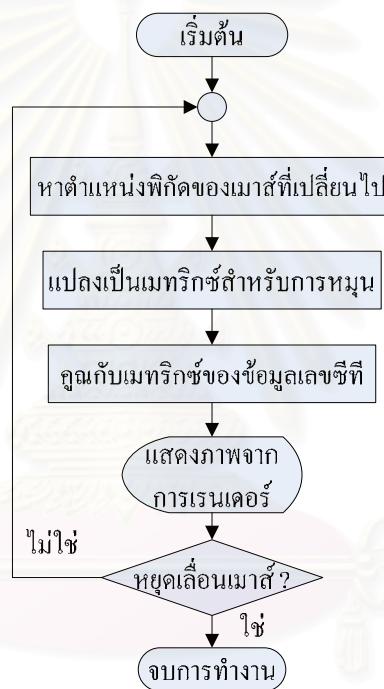 เริ่มต้น
หาตำแหน่งพิกัดของเมาส์ที่เปลี่ยนไป
แปลงเป็นเมทริกซ์สำหรับการหมุน
คูณกับเมทริกซ์ของข้อมูลเลขซีที
แสดงภาพจาก
การเรนเดอร์
ไม่ใช่
หยุดเลื่อนเมาส์ ?
ใช่
จบการทำงาน